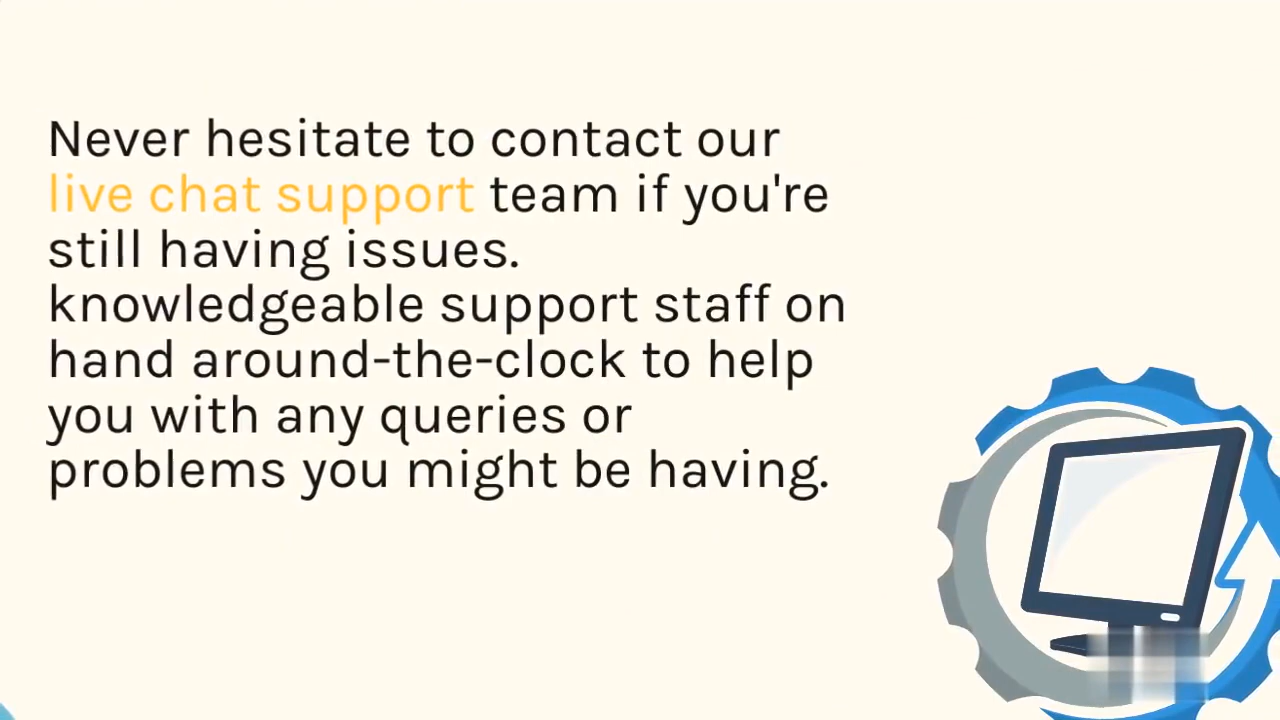 Never hesitate to contact our
live chat support team if you're
still having issues.
knowledgeable support staff on
hand around-the-clock to help
you with any queries or
problems you might be having.